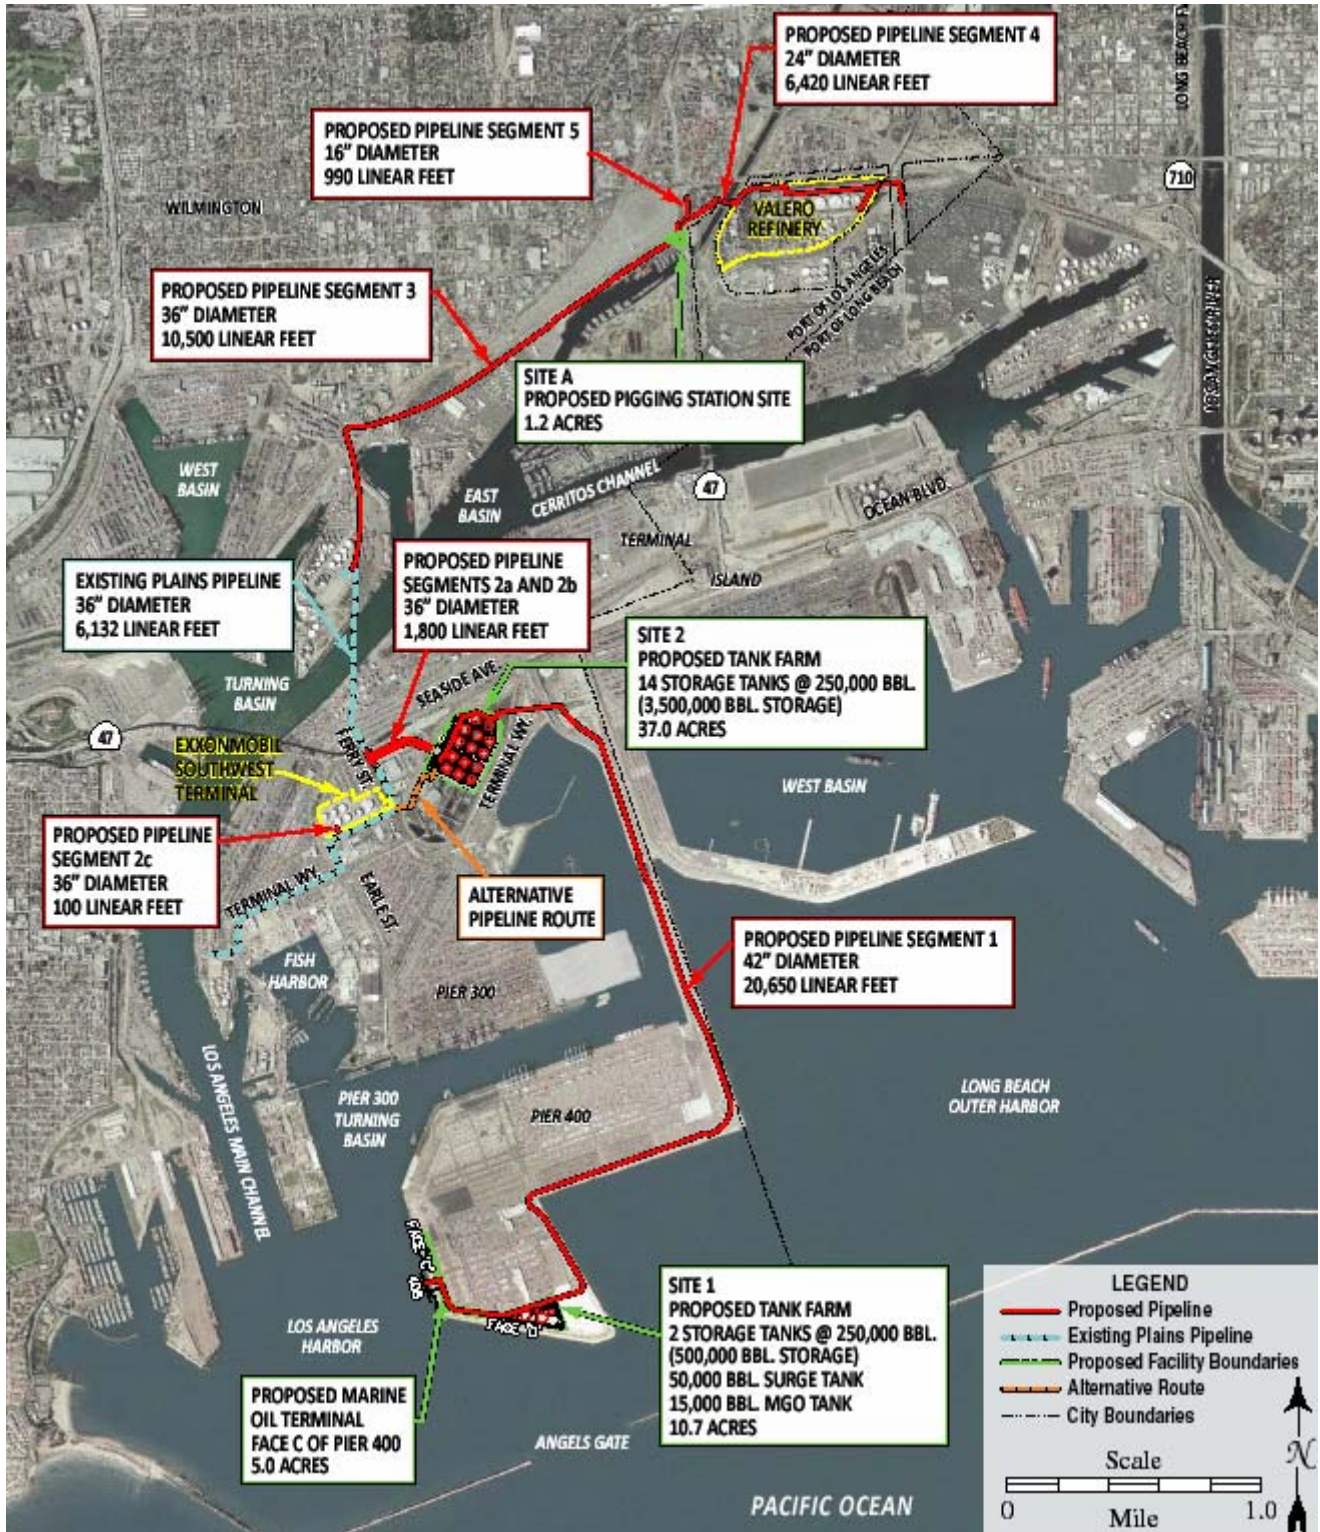 PROPOSED PIPELINE SEGMENT 4
24" DIAMETER
6,420 LINEAR FEET
LONG BEACH
PROPOSED PIPELINE SEGMENT 5
16" DIAMETER
990 LINEAR FEET
710
WILMINGTON
VALERO
REFINERY
PORT OF LOS ANGELES
PORT OF LONG BEACH
LOS ANGELES RIVER
PROPOSED PIPELINE SEGMENT 3
36" DIAMETER
10,500 LINEAR FEET
SITE A
PROPOSED PIGGING STATION SITE
1.2 ACRES
WEST
BASIN
EAST
BASIN
CERRITOS CHANNEL
47
OCEAN BLVD.
TERMINAL
ISLAND
EXISTING PLAINS PIPELINE
36" DIAMETER
6,132 LINEAR FEET
PROPOSED PIPELINE
SEGMENTS 2a AND 2b
36" DIAMETER
1,800 LINEAR FEET
SITE 2
PROPOSED TANK FARM
14 STORAGE TANKS @ 250,000 BBL.
(3,500,000 BBL. STORAGE)
37.0 ACRES
TURNING
BASIN
SEASIDE AVE.
47
FERRY ST.
TERMINAL WY.
EXXONMOBIL
SOUTHWEST
TERMINAL
WEST BASIN
PROPOSED PIPELINE
SEGMENT 2c
36" DIAMETER
100 LINEAR FEET
TERMINAL WY.
EARLE ST.
ALTERNATIVE
PIPELINE ROUTE
PROPOSED PIPELINE SEGMENT 1
42" DIAMETER
20,650 LINEAR FEET
FISH
HARBOR
PIER 300
LOS ANGELES MAIN CHANNEL
PIER 300
TURNING
BASIN
PIER 400
LONG BEACH
OUTER HARBOR
FACE 'C'
408
FACE 'D'
LOS ANGELES
HARBOR
SITE 1
PROPOSED TANK FARM
2 STORAGE TANKS @ 250,000 BBL.
(500,000 BBL. STORAGE)
50,000 BBL. SURGE TANK
15,000 BBL. MGO TANK
10.7 ACRES
PROPOSED MARINE
OIL TERMINAL
FACE C OF PIER 400
5.0 ACRES
ANGELS GATE
PACIFIC OCEAN
LEGEND
Proposed Pipeline
Existing Plains Pipeline
Proposed Facility Boundaries
Alternative Route
City Boundaries
Scale
0
1.0
Mile
N